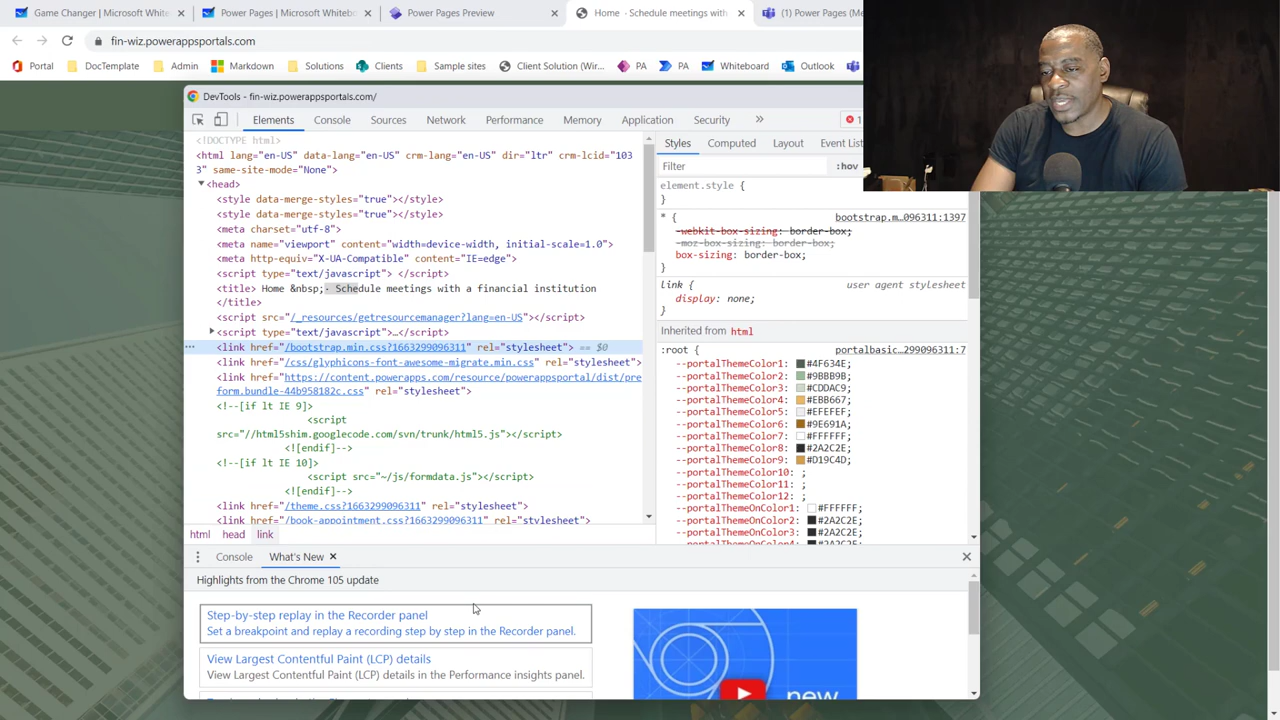 Game Changer | Microsoft Whiteb
Power Pages | Microsoft Whiteb
Power Pages Preview
Home · Schedule meetings with
(1) Power Pages (Me
fin-wiz.powerappsportals.com
Portal
DocTemplate
Admin
Markdown
Solutions
Clients
Sample sites
Client Solution (Wir...
PA
PA
Whiteboard
Outlook
DevTools - fin-wiz.powerappsportals.com/
Elements Console Sources Network Performance Memory Application Security » 1
<!DOCTYPE html>
<html lang="en-US" data-lang="en-US" crm-lang="en-US" dir="ltr" crm-lcid="103
3" same-site-mode="None">
<head>
<style data-merge-styles="true"></style>
<style data-merge-styles="true"></style>
<meta charset="utf-8">
<meta name="viewport" content="width=device-width, initial-scale=1.0">
<meta http-equiv="X-UA-Compatible" content="IE=edge">
<script type="text/javascript"> </script>
<title> Home &nbsp;· Schedule meetings with a financial institution
</title>
<script src="/_resources/getresourcemanager?lang=en-US"></script>
<script type="text/javascript">…</script>
<link href="/bootstrap.min.css?1663299096311" rel="stylesheet"> == $0
<link href="/css/glyphicons-font-awesome-migrate.min.css" rel="stylesheet">
<link href="https://content.powerapps.com/resource/powerappsportal/dist/pre
form.bundle-44b958182c.css" rel="stylesheet">
<!--[if lt IE 9]>
<script
src="//html5shim.googlecode.com/svn/trunk/html5.js"></script>
<![endif]-->
<!--[if lt IE 10]>
<script src="~/js/formdata.js"></script>
<![endif]-->
<link href="/theme.css?1663299096311" rel="stylesheet">
<link href="/book-appointment.css?1663299096311" rel="stylesheet">
html head link
Styles Computed Layout Event List
Filter :hov
element.style {
}
* { bootstrap.m…096311:1397
-webkit-box-sizing: border-box;
-moz-box-sizing: border-box;
box-sizing: border-box;
}
link { user agent stylesheet
display: none;
}
Inherited from html
:root { portalbasic…299096311:7
--portalThemeColor1: #4F634E;
--portalThemeColor2: #9BBB9B;
--portalThemeColor3: #CDDAC9;
--portalThemeColor4: #EBB667;
--portalThemeColor5: #EFEFEF;
--portalThemeColor6: #9E691A;
--portalThemeColor7: #FFFFFF;
--portalThemeColor8: #2A2C2E;
--portalThemeColor9: #D19C4D;
--portalThemeColor10: ;
--portalThemeColor11: ;
--portalThemeColor12: ;
--portalThemeOnColor1: #FFFFFF;
--portalThemeOnColor2: #2A2C2E;
--portalThemeOnColor3: #2A2C2E;
Console What's New
Highlights from the Chrome 105 update
Step-by-step replay in the Recorder panel
Set a breakpoint and replay a recording step by step in the Recorder panel.
View Largest Contentful Paint (LCP) details
View Largest Contentful Paint (LCP) details in the Performance insights panel.
new